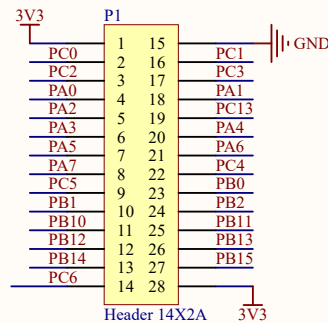 3V3 P1
1 15 GND
PC0 2 16 PC1
PC2 3 17 PC3
PA0 4 18 PA1
PA2 5 19 PC13
PA3 6 20 PA4
PA5 7 21 PA6
PA7 8 22 PC4
PC5 9 23 PB0
PB1 10 24 PB2
PB10 11 25 PB11
PB12 12 26 PB13
PB14 13 27 PB15
PC6 14 28
Header 14X2A 3V3